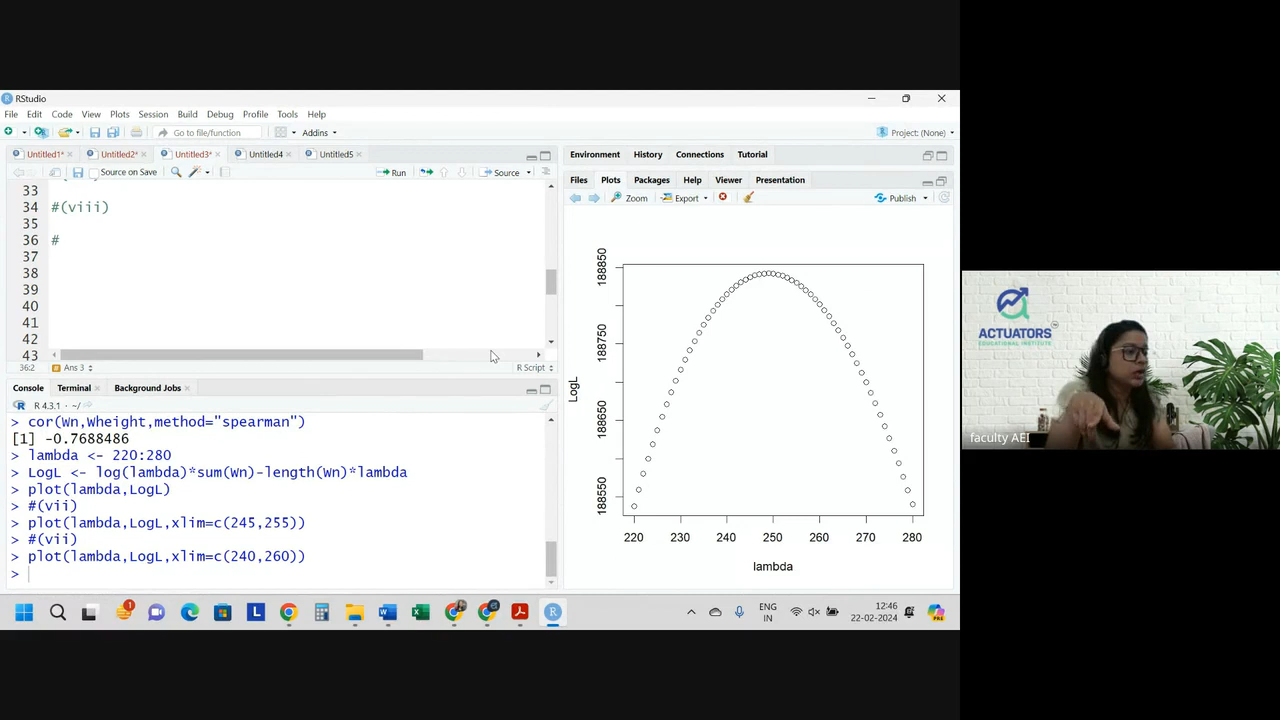 RStudio
File Edit Code View Plots Session Build Debug Profile Tools Help
Go to file/function Addins Project: (None)
Untitled1* Untitled2* Untitled3* Untitled4 Untitled5
Source on Save Run Source
33
34 #(viii)
35
36 #
37
38
39
40
41
42
43
36:2 Ans 3 R Script
Console Terminal Background Jobs
R 4.3.1 · ~/
> cor(Wn,Wheight,method="spearman")
[1] -0.7688486
> lambda <- 220:280
> LogL <- log(lambda)*sum(Wn)-length(Wn)*lambda
> plot(lambda,LogL)
> #(vii)
> plot(lambda,LogL,xlim=c(245,255))
> #(vii)
> plot(lambda,LogL,xlim=c(240,260))
>
Environment History Connections Tutorial
Files Plots Packages Help Viewer Presentation
Zoom Export Publish
188850
188750
188650
188550
LogL
220 230 240 250 260 270 280
lambda
ACTUATORS
EDUCATIONAL INSTITUTE
faculty AEI
1
ENG
IN
12:46
22-02-2024